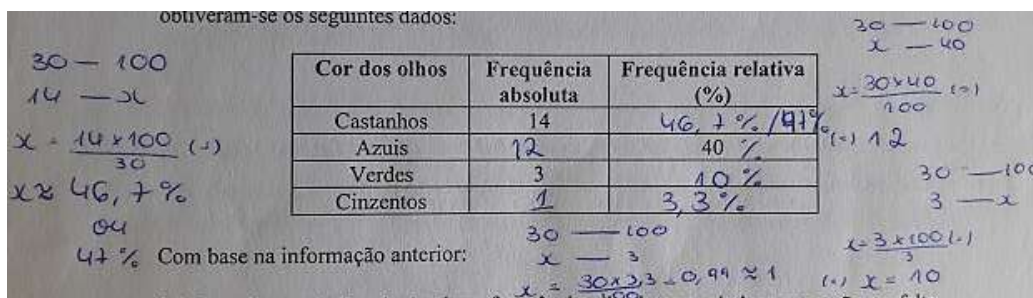 obtiveram-se os seguintes dados:
30 — 100
x — 40
x = 30×40 / 100 (=)
(=) 12
30 — 100
14 — x
x = 14×100 / 30 (=)
x ≈ 46,7%
ou
47 %
Cor dos olhos | Frequência absoluta | Frequência relativa (%)
Castanhos | 14 | 46,7 % /47%
Azuis | 12 | 40 %
Verdes | 3 | 10 %
Cinzentos | 1 | 3,3 %
30 — 100
3 — x
x = 3×100 / 3 (=)
(=) x = 10
30 — 100
x — 3
x = 30×3,3 / 100 = 0,99 ≈ 1
Com base na informação anterior: